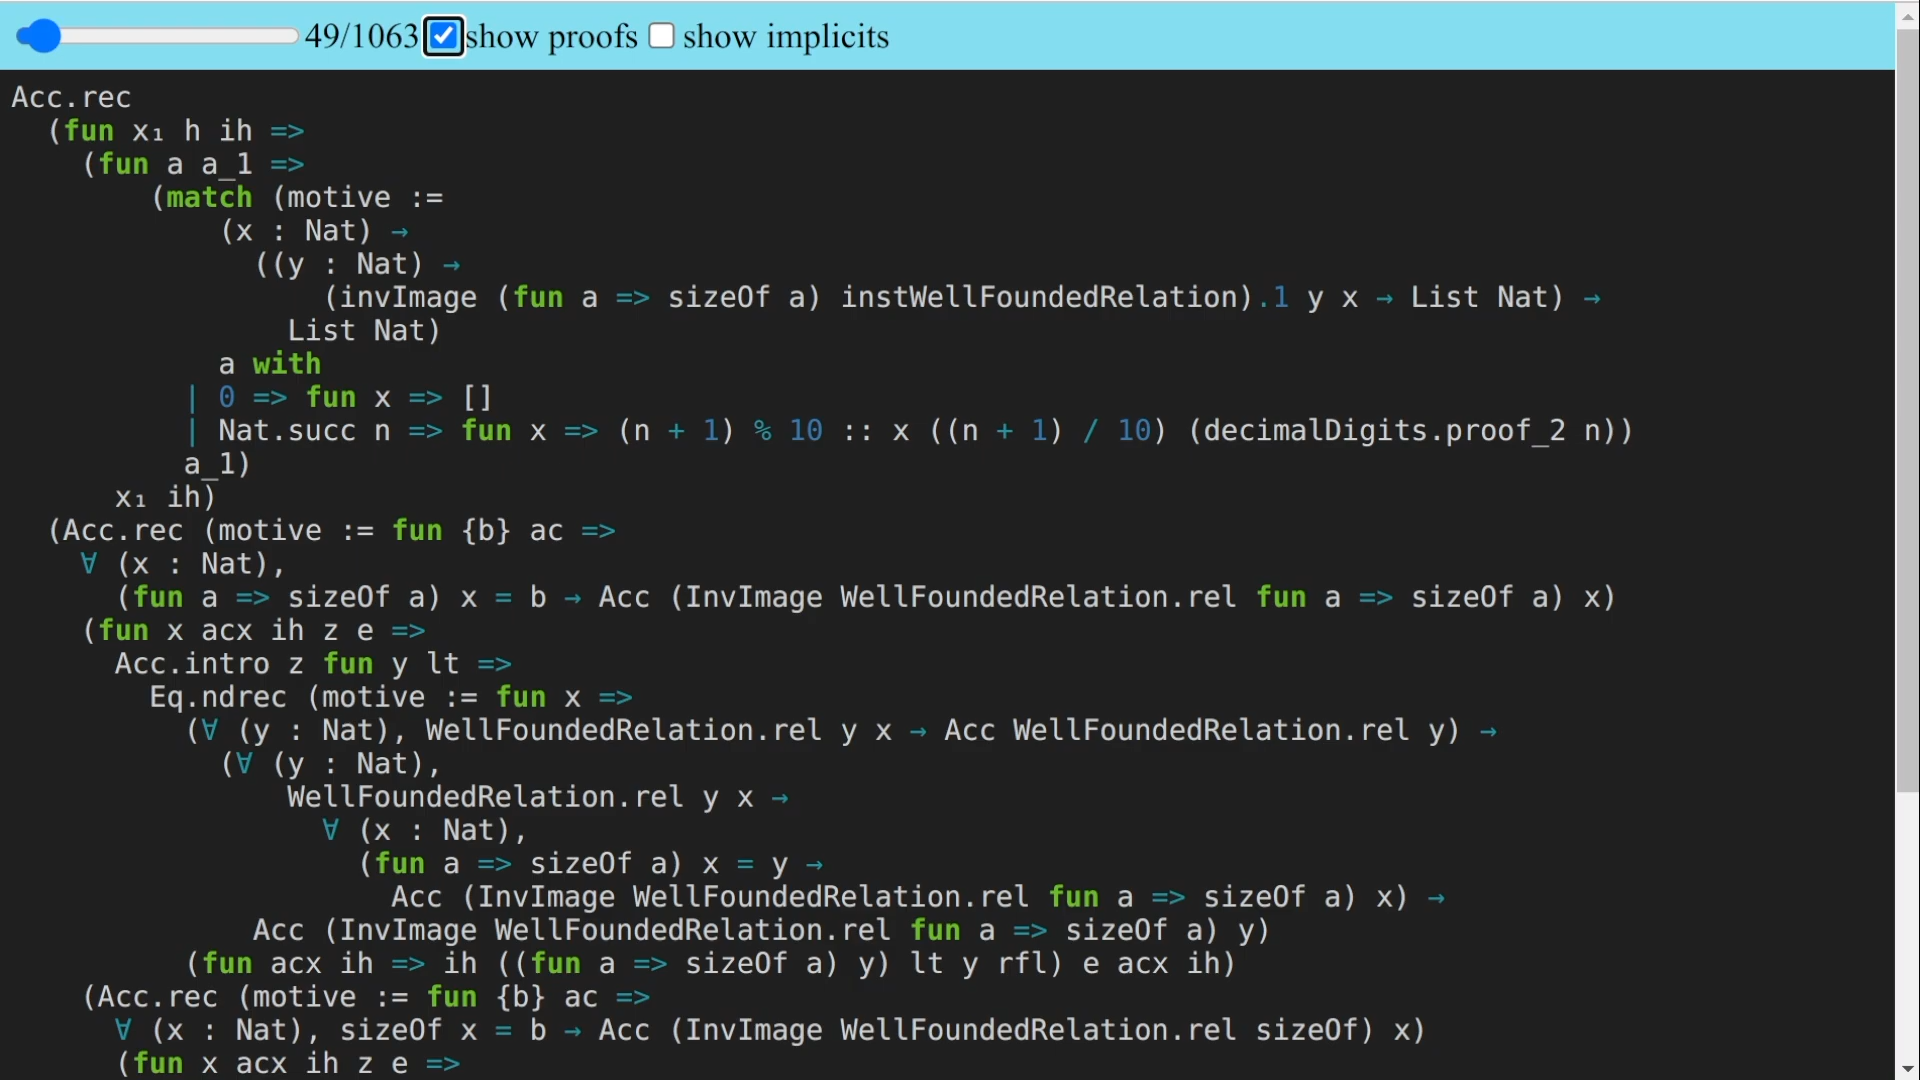 49/1063 show proofs show implicits
Acc.rec
(fun x₁ h ih =>
(fun a a_1 =>
(match (motive :=
(x : Nat) →
((y : Nat) →
(invImage (fun a => sizeOf a) instWellFoundedRelation).1 y x → List Nat) →
List Nat)
a with
| 0 => fun x => []
| Nat.succ n => fun x => (n + 1) % 10 :: x ((n + 1) / 10) (decimalDigits.proof_2 n))
a_1)
x₁ ih)
(Acc.rec (motive := fun {b} ac =>
∀ (x : Nat),
(fun a => sizeOf a) x = b → Acc (InvImage WellFoundedRelation.rel fun a => sizeOf a) x)
(fun x acx ih z e =>
Acc.intro z fun y lt =>
Eq.ndrec (motive := fun x =>
(∀ (y : Nat), WellFoundedRelation.rel y x → Acc WellFoundedRelation.rel y) →
(∀ (y : Nat),
WellFoundedRelation.rel y x →
∀ (x : Nat),
(fun a => sizeOf a) x = y →
Acc (InvImage WellFoundedRelation.rel fun a => sizeOf a) x) →
Acc (InvImage WellFoundedRelation.rel fun a => sizeOf a) y)
(fun acx ih => ih ((fun a => sizeOf a) y) lt y rfl) e acx ih)
(Acc.rec (motive := fun {b} ac =>
∀ (x : Nat), sizeOf x = b → Acc (InvImage WellFoundedRelation.rel sizeOf) x)
(fun x acx ih z e =>